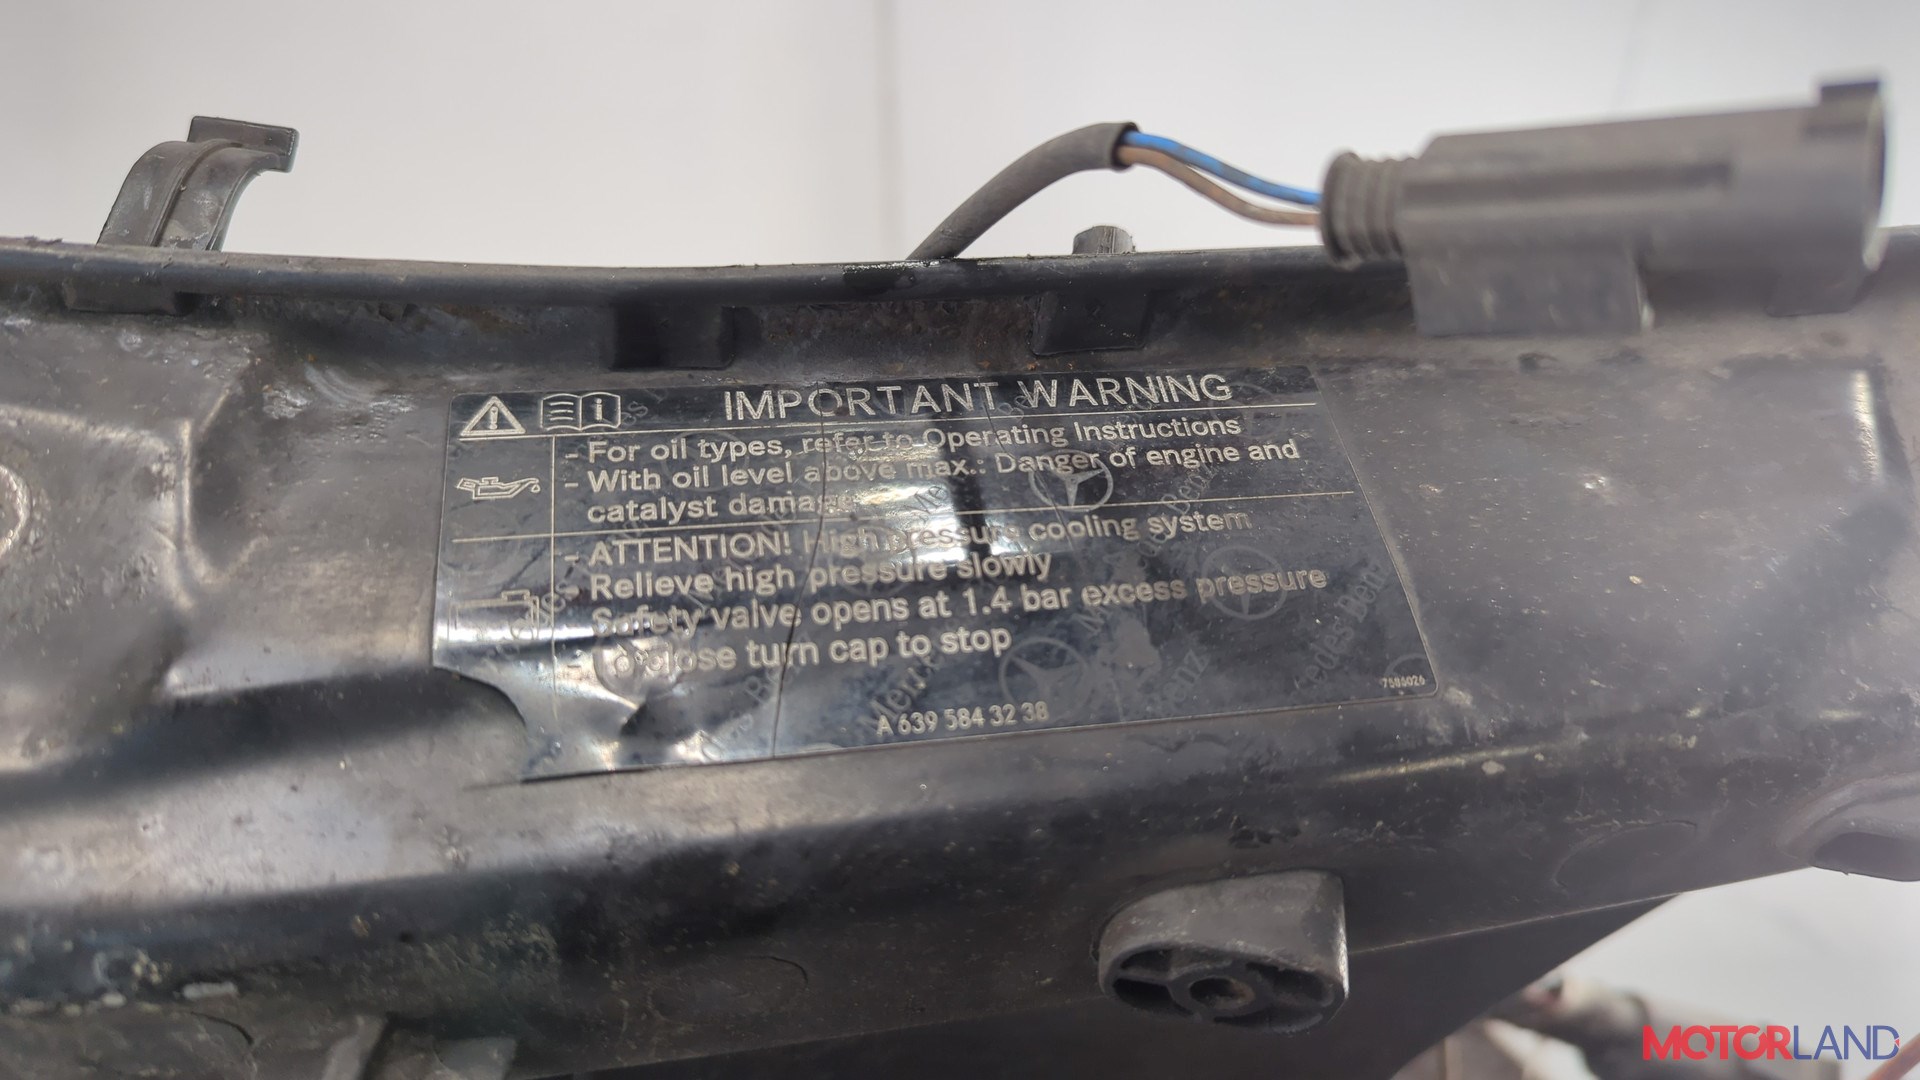 IMPORTANT WARNING
- For oil types, refer to Operating Instructions
- With oil level above max.: Danger of engine and
catalyst damage
- ATTENTION! High pressure cooling system
- Relieve high pressure slowly
Safety valve opens at 1.4 bar excess pressure
- close turn cap to stop
A 639 584 32 38
7585026
MOTORLAND